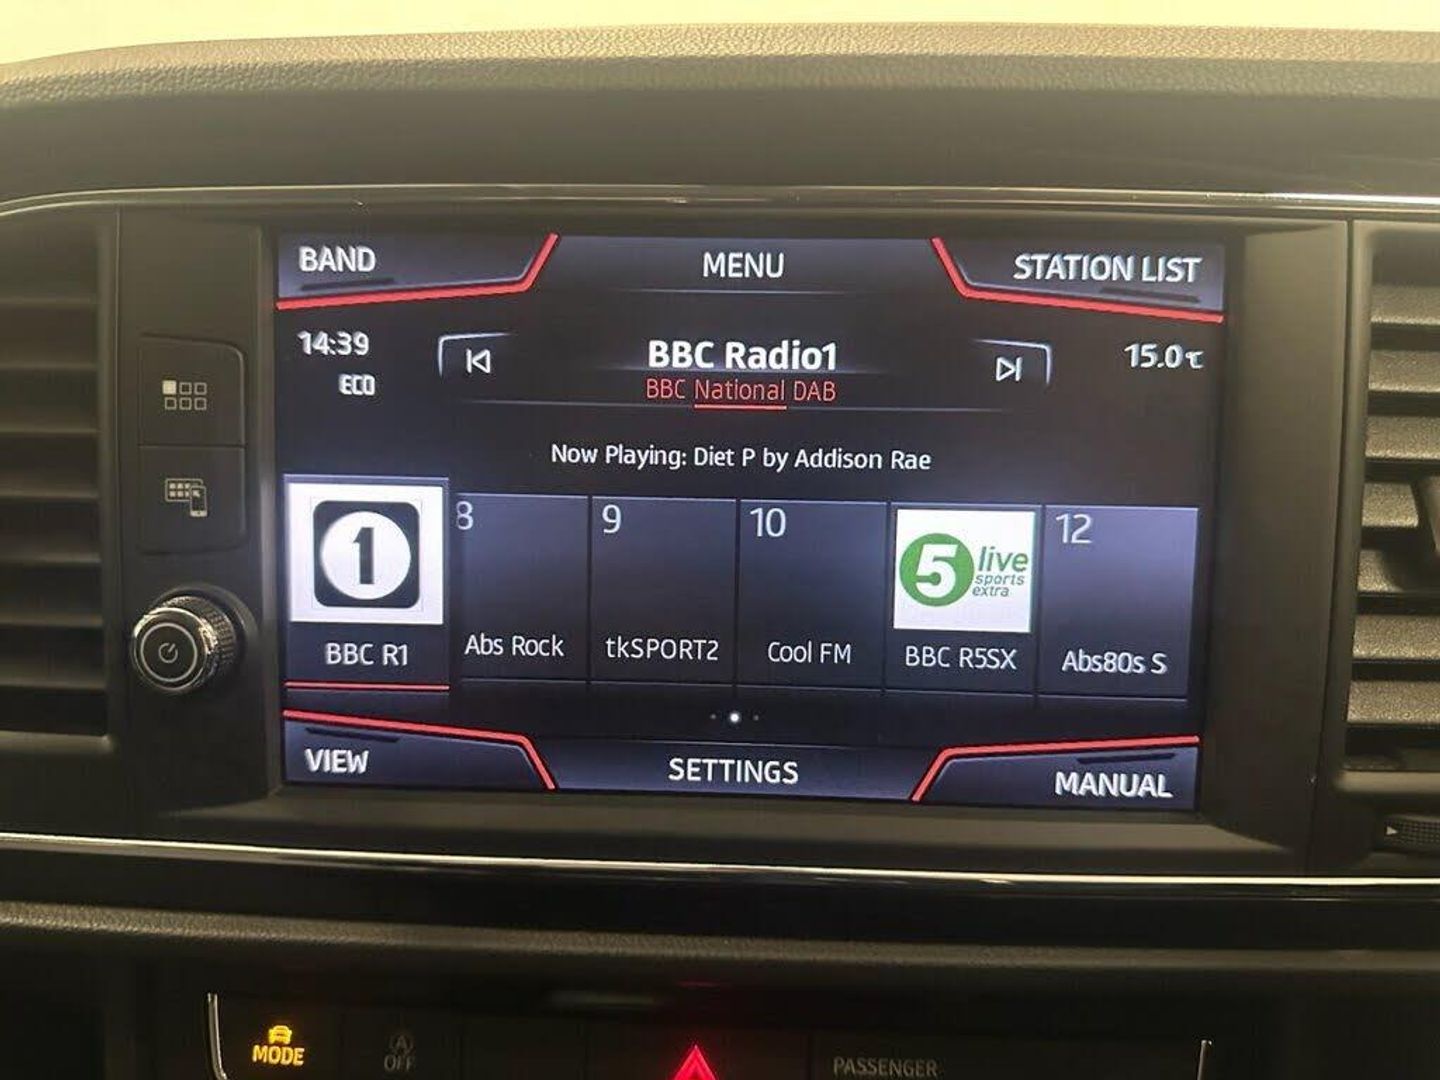 BAND
MENU
STATION LIST
14:39
ECO
BBC Radio1
BBC National DAB
15.0℃
Now Playing: Diet P by Addison Rae
1
BBC R1
8
Abs Rock
9
tkSPORT2
10
Cool FM
5 live
sports
extra
BBC R5SX
12
Abs80s S
VIEW
SETTINGS
MANUAL
MODE
A
OFF
PASSENGER